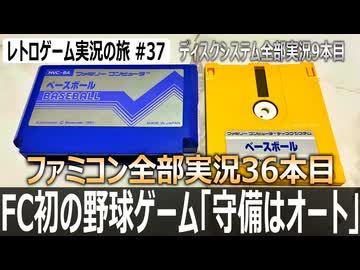 レトロゲーム実況の旅 #37
ディスクシステム全部実況9本目
HVC-BA
ファミリー コンピュータ
ベースボール
BASEBALL
MADE IN JAPAN
ファミリー コンピュータ ディスクシステム
ベースボール
ファミコン全部実況36本目
FC初の野球ゲーム「守備はオート」